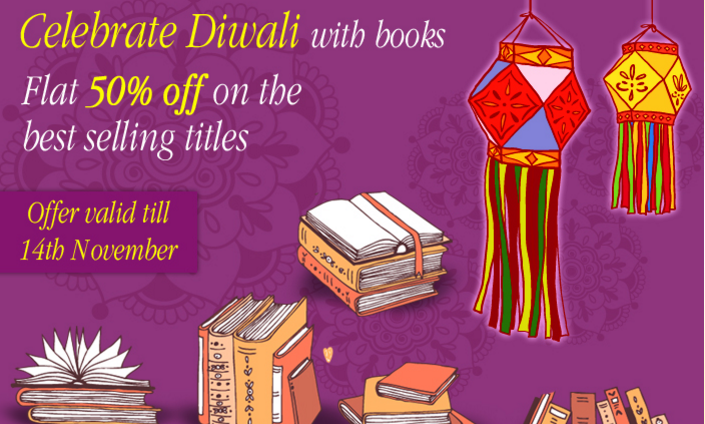 Celebrate Diwali with books
Flat 50% off on the
best selling titles
Offer valid till
14th November